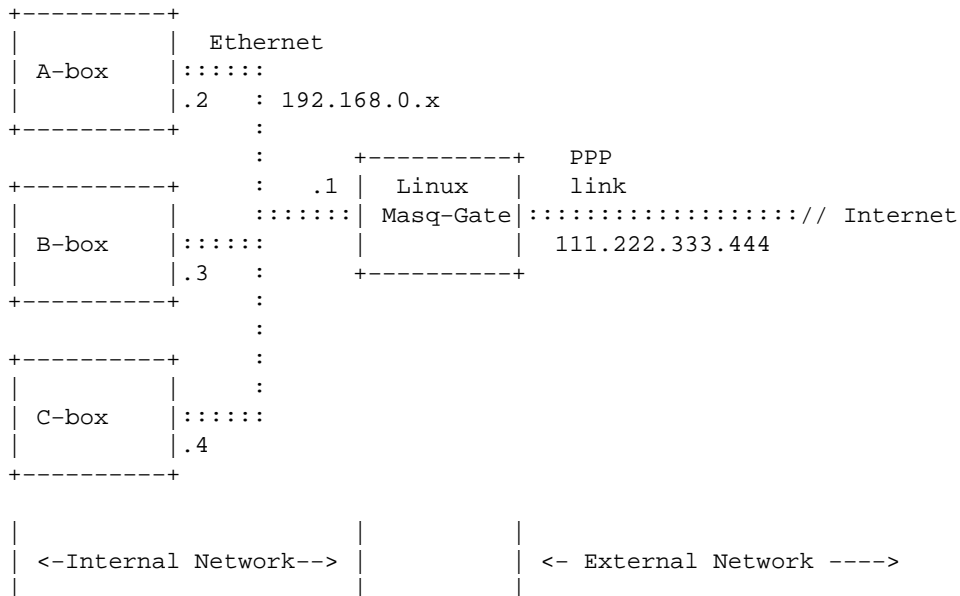 Ethernet
A-box ::::::
.2 : 192.168.0.x
:
: PPP
: .1 Linux link
::::::: Masq-Gate :::::::::::::::::::// Internet
B-box :::::: 111.222.333.444
.3 :
:
:
:
:
C-box ::::::
.4
<-Internal Network--> <- External Network ---->